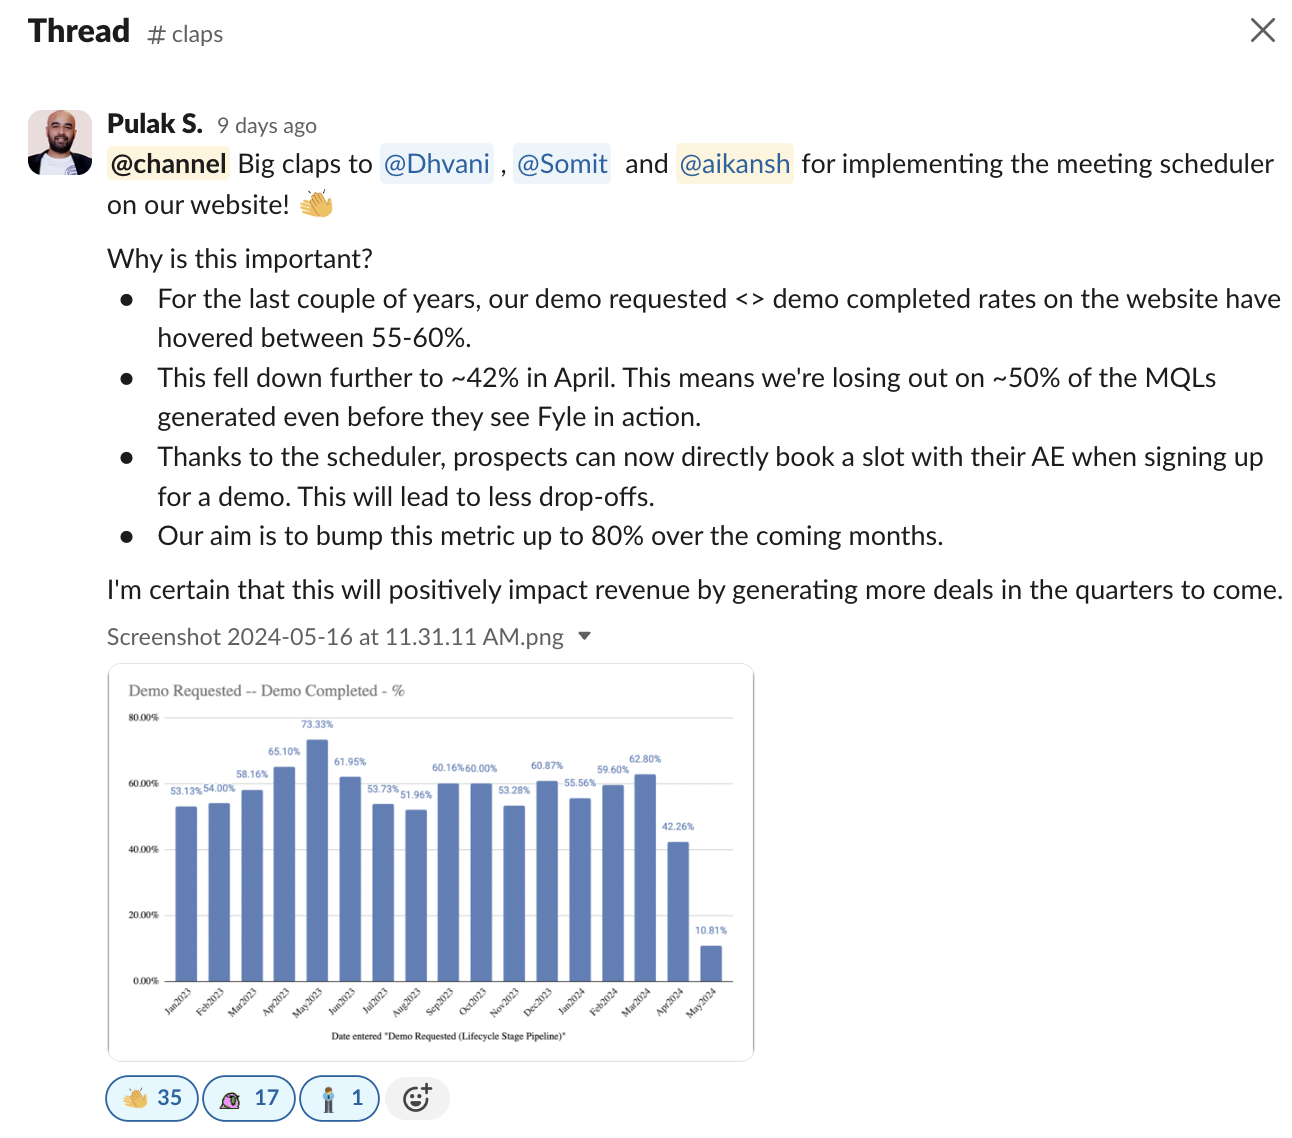 Thread # claps
Pulak S. 9 days ago
@channel Big claps to @Dhvani , @Somit and @aikansh for implementing the meeting scheduler
on our website! 👏
Why is this important?
● For the last couple of years, our demo requested <> demo completed rates on the website have
hovered between 55-60%.
● This fell down further to ~42% in April. This means we're losing out on ~50% of the MQLs
generated even before they see Fyle in action.
● Thanks to the scheduler, prospects can now directly book a slot with their AE when signing up
for a demo. This will lead to less drop-offs.
● Our aim is to bump this metric up to 80% over the coming months.
I'm certain that this will positively impact revenue by generating more deals in the quarters to come.
Screenshot 2024-05-16 at 11.31.11 AM.png
Demo Requested -- Demo Completed - %
80.00%
60.00%
40.00%
20.00%
0.00%
53.13% 54.00% 58.16% 65.10% 73.33% 61.95% 53.73% 51.96% 60.16% 60.00% 53.28% 60.87% 55.56% 59.60% 62.80% 42.26% 10.81%
Jan2023 Feb2023 Mar2023 Apr2023 May2023 Jun2023 Jul2023 Aug2023 Sep2023 Oct2023 Nov2023 Dec2023 Jan2024 Feb2024 Mar2024 Apr2024 May2024
Date entered "Demo Requested (Lifecycle Stage Pipeline)"
35 17 1